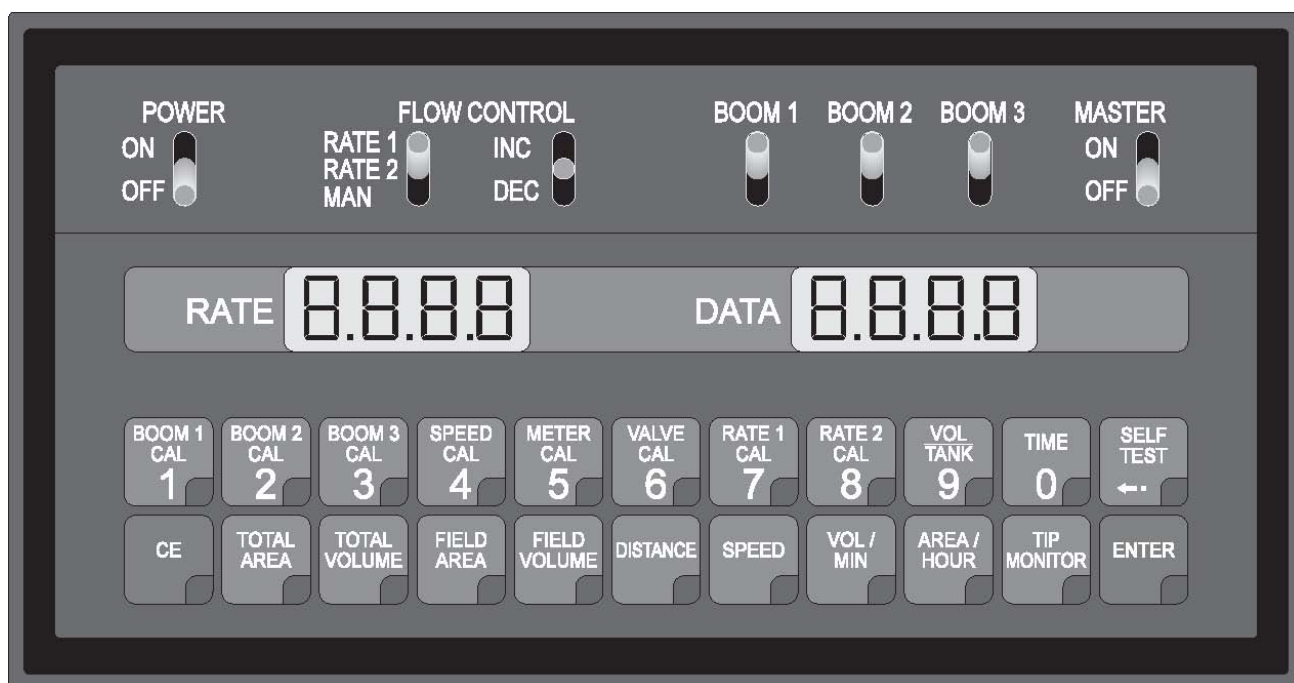 POWER FLOW CONTROL BOOM 1 BOOM 2 BOOM 3 MASTER
ON RATE 1 INC ON
RATE 2
OFF MAN DEC OFF
RATE 8.8.8.8 DATA 8.8.8.8
BOOM 1 BOOM 2 BOOM 3 SPEED METER VALVE RATE 1 RATE 2 VOL TIME SELF
CAL CAL CAL CAL CAL CAL CAL CAL TANK TEST
1 2 3 4 5 6 7 8 9 0 ←.
CE TOTAL TOTAL FIELD FIELD DISTANCE SPEED VOL / AREA / TIP ENTER
AREA VOLUME AREA VOLUME MIN HOUR MONITOR